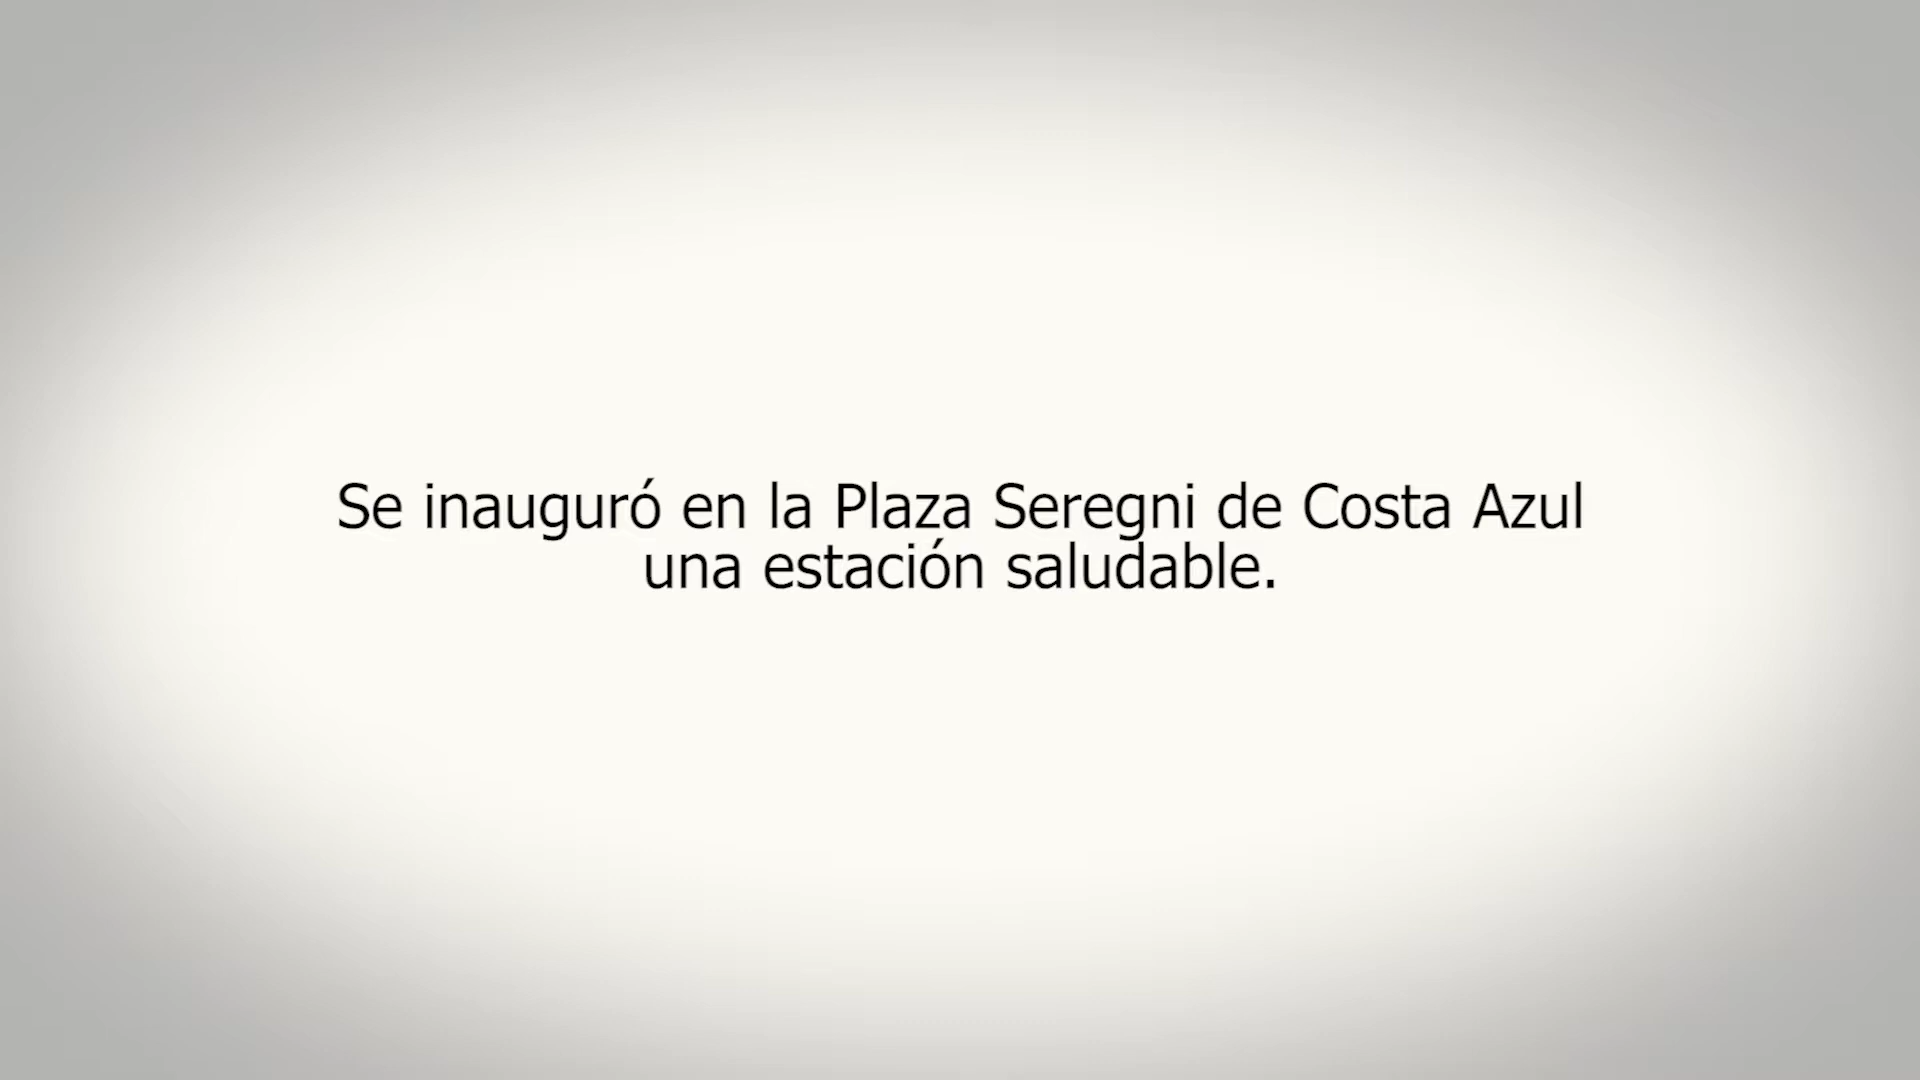 Se inauguró en la Plaza Seregni de Costa Azul
una estación saludable.